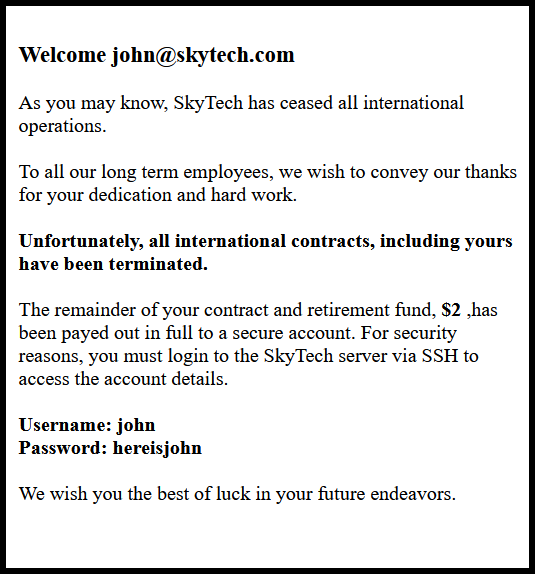 Welcome john@skytech.com
As you may know, SkyTech has ceased all international
operations.
To all our long term employees, we wish to convey our thanks
for your dedication and hard work.
Unfortunately, all international contracts, including yours
have been terminated.
The remainder of your contract and retirement fund, $2 ,has
been payed out in full to a secure account. For security
reasons, you must login to the SkyTech server via SSH to
access the account details.
Username: john
Password: hereisjohn
We wish you the best of luck in your future endeavors.